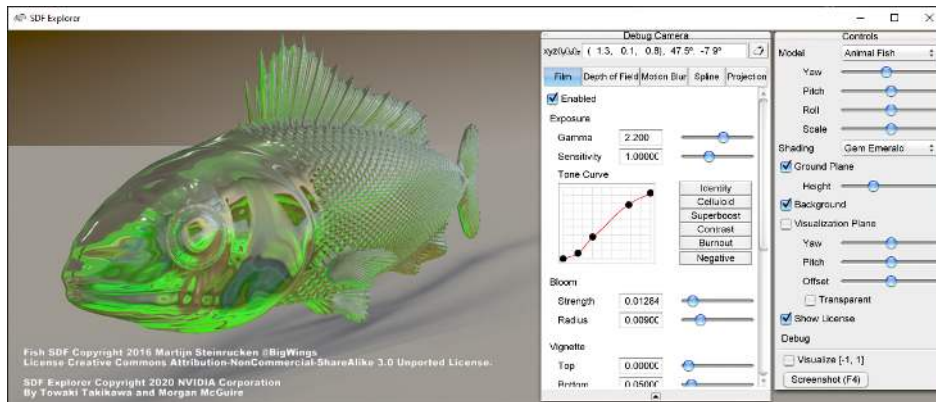 SDF Explorer
Debug Camera
( 1.3, 0.1, 0.8), 47.5°, -7.9°
Film Depth of Field Motion Blur Spline Projection
Enabled
Exposure
Gamma 2.200
Sensitivity 1.0000
Tone Curve
Identity
Celluloid
Superboost
Contrast
Burnout
Negative
Bloom
Strength 0.01284
Radius 0.0090
Vignette
Top 0.0000
Bottom 0.0500
Controls
Model Animal Fish
Yaw
Pitch
Roll
Scale
Shading Gem Emerald
Ground Plane
Height
Background
Visualization Plane
Yaw
Pitch
Offset
Transparent
Show License
Debug
Visualize [-1, 1]
Screenshot (F4)
Fish SDF Copyright 2016 Martijn Steinrucken @BigWings
License Creative Commons Attribution-NonCommercial-ShareAlike 3.0 Unported License.
SDF Explorer Copyright 2020 NVIDIA Corporation
By Towaki Takikawa and Morgan McGuire